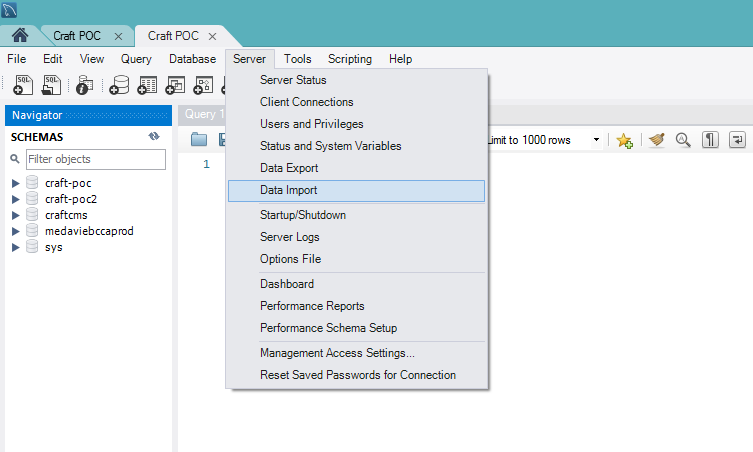 Craft POC
Craft POC
File Edit View Query Database Server Tools Scripting Help
SQL
SQL
Navigator
SCHEMAS
Filter objects
craft-poc
craft-poc2
craftcms
medaviebccaprod
sys
Query 1
imit to 1000 rows
1
Server Status
Client Connections
Users and Privileges
Status and System Variables
Data Export
Data Import
Startup/Shutdown
Server Logs
Options File
Dashboard
Performance Reports
Performance Schema Setup
Management Access Settings...
Reset Saved Passwords for Connection